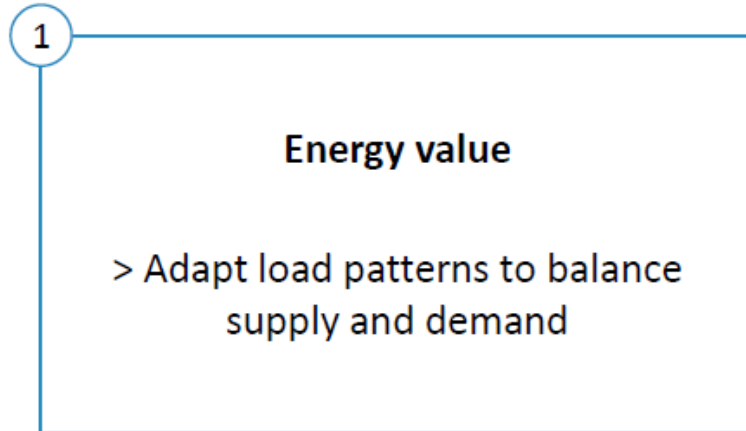 1
Energy value
> Adapt load patterns to balance
supply and demand